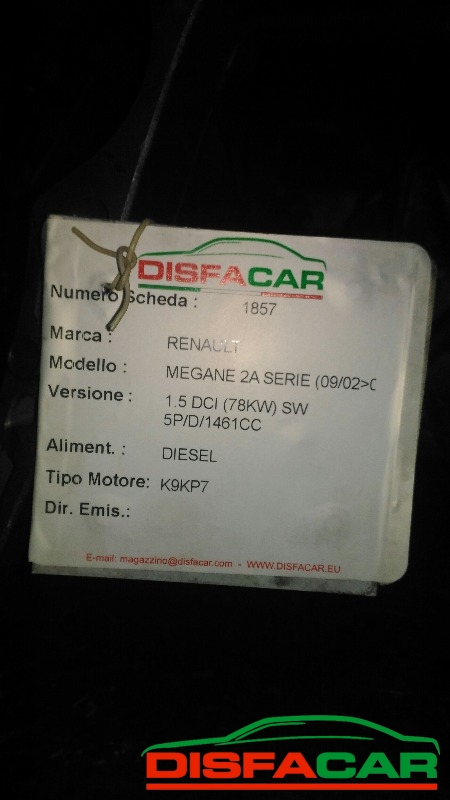 DISFACAR
Numero Scheda : 1857
Marca : RENAULT
Modello : MEGANE 2A SERIE (09/02>0
Versione : 1.5 DCI (78KW) SW
5P/D/1461CC
Aliment. : DIESEL
Tipo Motore: K9KP7
Dir. Emis.:
E-mail: magazzino@disfacar.com - WWW.DISFACAR.EU
DISFACAR